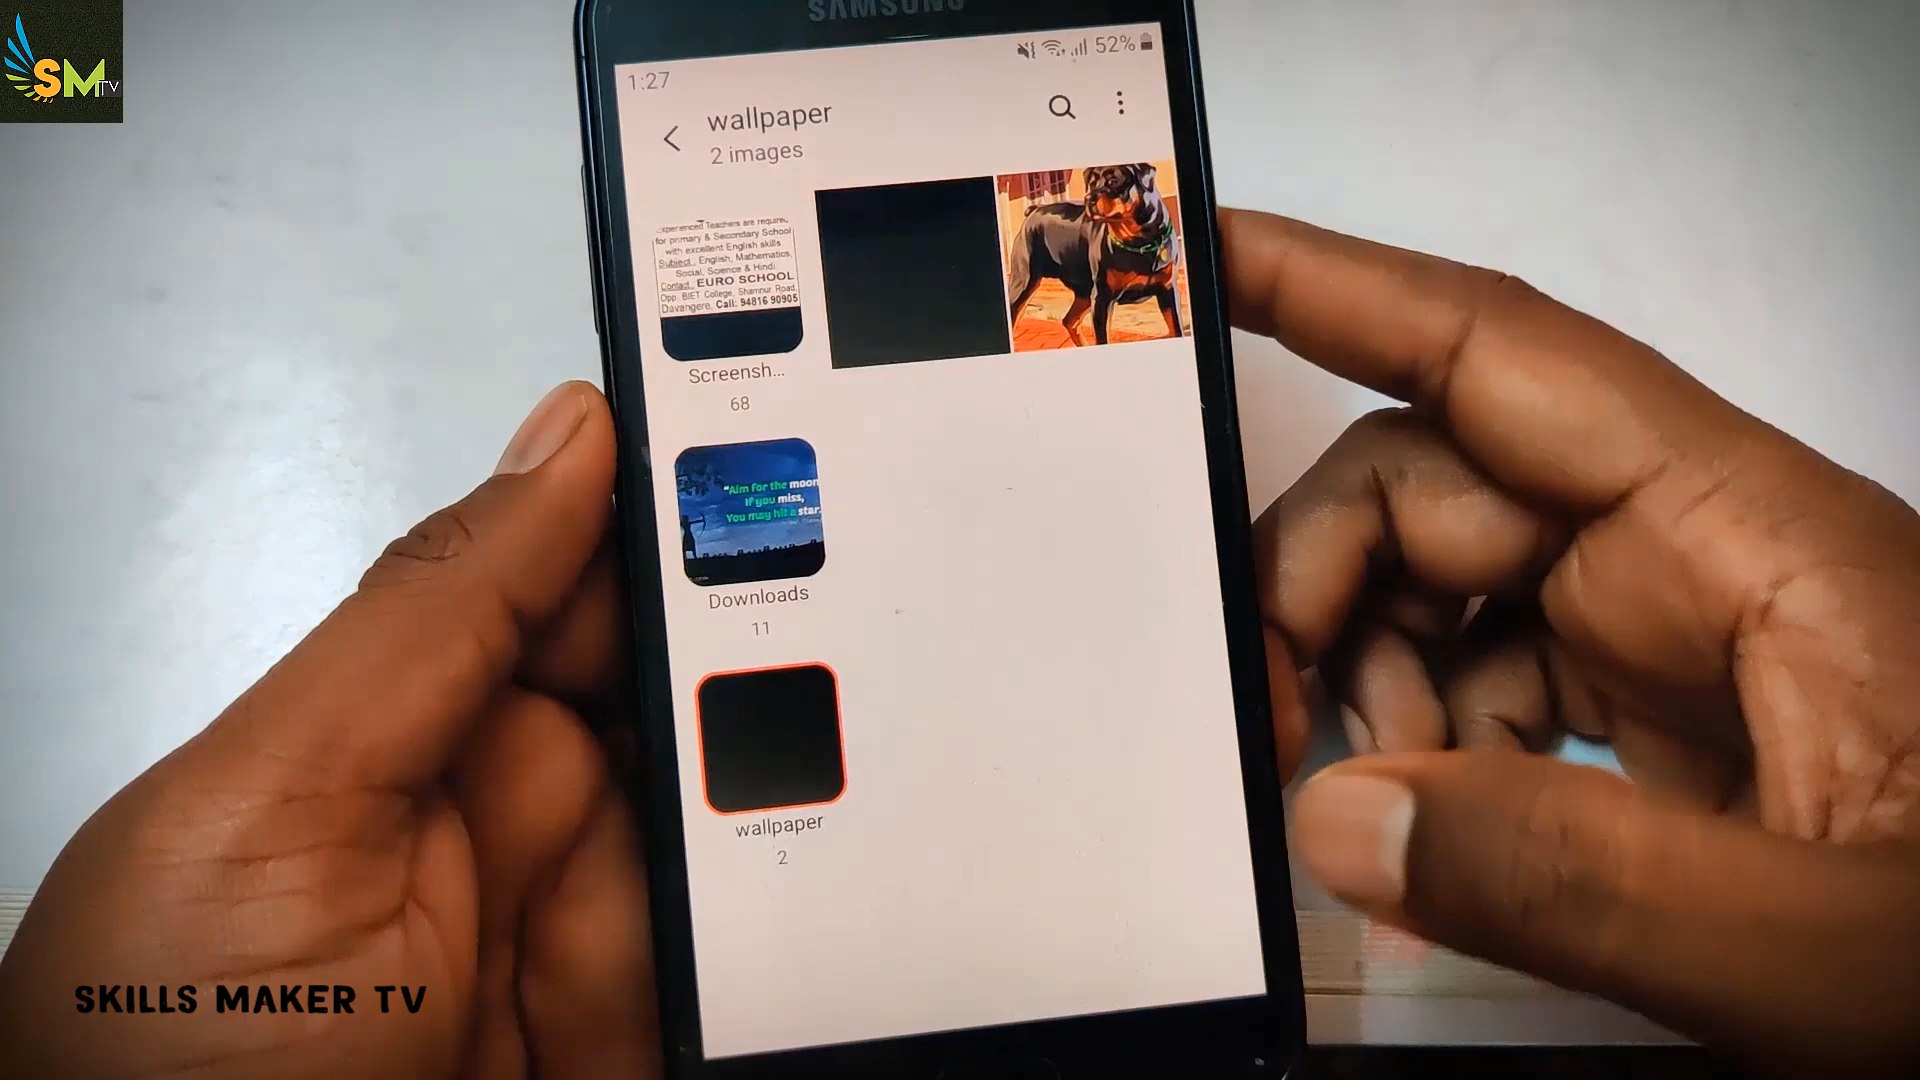 SMTV
SAMSUNG
52%
1:27
wallpaper
2 images
Experienced Teachers are required
for primary & Secondary School
with excellent English skills.
Subject : English, Mathematics,
Social, Science & Hindi
Contact : EURO SCHOOL
Opp. BIET College, Shamnur Road,
Davangere, Call: 94816 90905
Screensh...
68
"Aim for the moon
If you miss,
You may hit a star.
Downloads
11
wallpaper
2
SKILLS MAKER TV